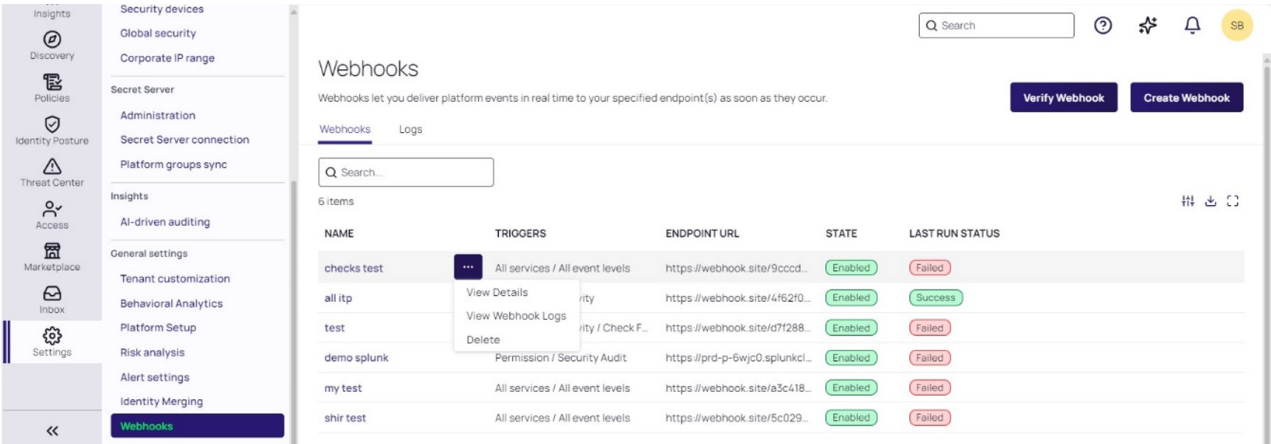 Insights
Discovery
Policies
Identity Posture
Threat Center
Access
Marketplace
Inbox
Settings
Security devices
Global security
Corporate IP range
Secret Server
Administration
Secret Server connection
Platform groups sync
Insights
AI-driven auditing
General settings
Tenant customization
Behavioral Analytics
Platform Setup
Risk analysis
Alert settings
Identity Merging
Webhooks
Search
SB
Webhooks
Webhooks let you deliver platform events in real time to your specified endpoint(s) as soon as they occur.
Verify Webhook Create Webhook
Webhooks Logs
Search...
6 items
NAME TRIGGERS ENDPOINT URL STATE LAST RUN STATUS
checks test ... All services / All event levels https://webhook.site/9cccd... Enabled Failed
View Details
all itp https://webhook.site/4f62f0... Enabled Success
View Webhook Logs
test / Check F... https://webhook.site/d7f288... Enabled Failed
Delete
demo splunk Permission / Security Audit https://prd-p-6wjc0.splunkcl... Enabled Failed
my test All services / All event levels https://webhook.site/a3c418... Enabled Failed
shir test All services / All event levels https://webhook.site/5c029... Enabled Failed